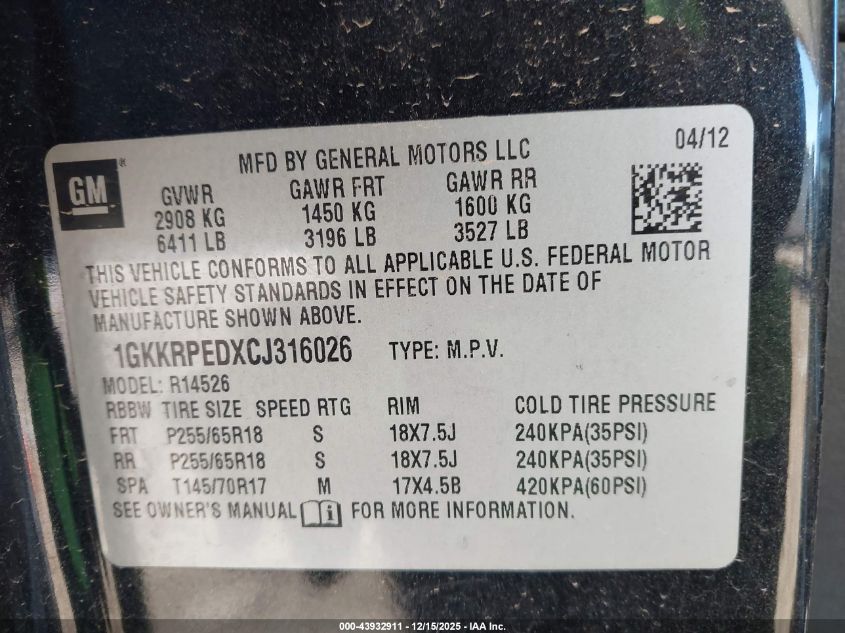 04/12
MFD BY GENERAL MOTORS LLC
GM®
GVWR GAWR FRT GAWR RR
2908 KG 1450 KG 1600 KG
6411 LB 3196 LB 3527 LB
THIS VEHICLE CONFORMS TO ALL APPLICABLE U.S. FEDERAL MOTOR
VEHICLE SAFETY STANDARDS IN EFFECT ON THE DATE OF
MANUFACTURE SHOWN ABOVE.
1GKKRPEDXCJ316026 TYPE: M.P.V.
MODEL: R14526
RBBW TIRE SIZE SPEED RTG RIM COLD TIRE PRESSURE
FRT P255/65R18 S 18X7.5J 240KPA(35PSI)
RR P255/65R18 S 18X7.5J 240KPA(35PSI)
SPA T145/70R17 M 17X4.5B 420KPA(60PSI)
SEE OWNER'S MANUAL i FOR MORE INFORMATION.
000-43932911 - 12/15/2025 - IAA Inc.